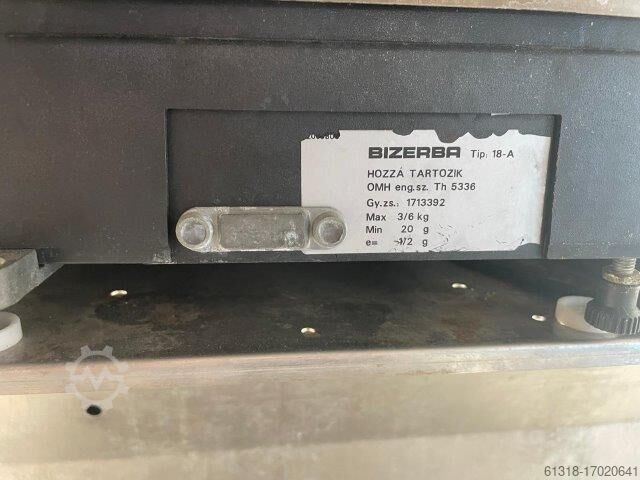 BIZERBA Tip: 18-A
HOZZÁ TARTOZIK
OMH eng.sz. Th 5336
Gy.zs.: 1713392
Max 3/6 kg
Min 20 g
e= 1/2 g
61318-17020641